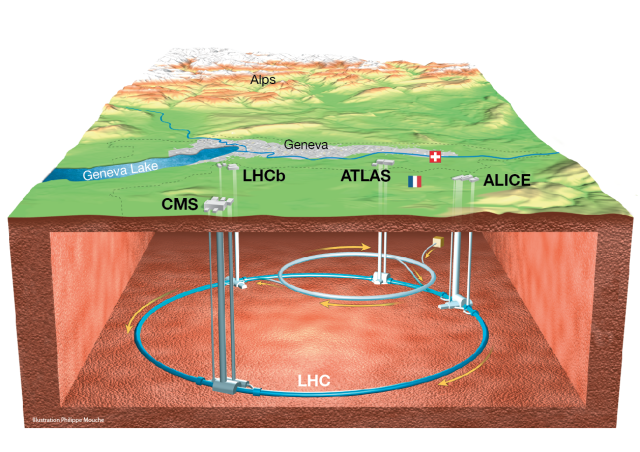 Alps
Geneva
Geneva Lake
LHCb
ATLAS
ALICE
CMS
LHC
Illustration Philippe Mouche